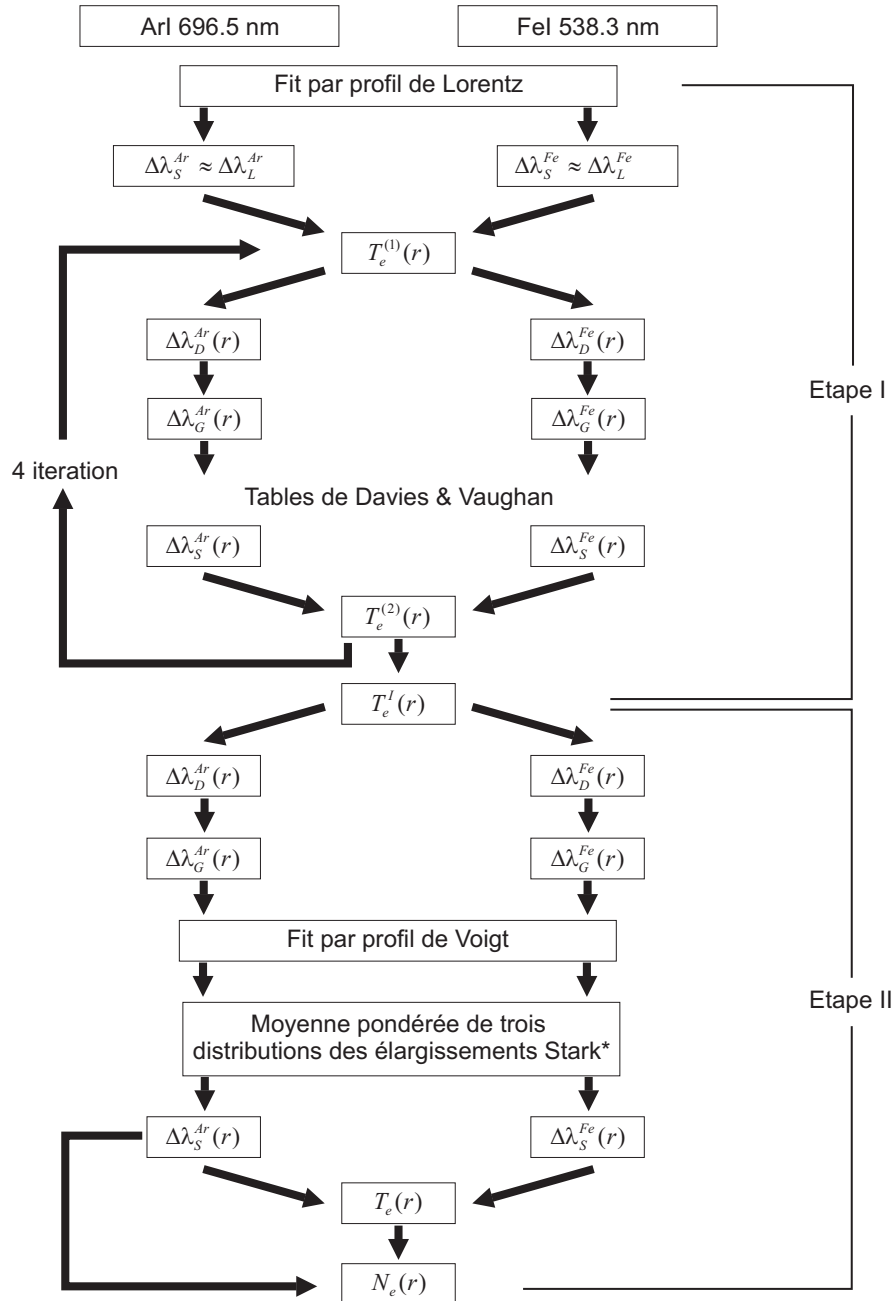 ArI 696.5 nm
FeI 538.3 nm
Fit par profil de Lorentz
Δλ_S^{Ar} ≈ Δλ_L^{Ar}
Δλ_S^{Fe} ≈ Δλ_L^{Fe}
T_e^{(1)}(r)
Δλ_D^{Ar}(r)
Δλ_D^{Fe}(r)
Etape I
Δλ_G^{Ar}(r)
Δλ_G^{Fe}(r)
4 iteration
Tables de Davies & Vaughan
Δλ_S^{Ar}(r)
Δλ_S^{Fe}(r)
T_e^{(2)}(r)
T_e^{I}(r)
Δλ_D^{Ar}(r)
Δλ_D^{Fe}(r)
Δλ_G^{Ar}(r)
Δλ_G^{Fe}(r)
Fit par profil de Voigt
Etape II
Moyenne pondérée de trois
distributions des élargissements Stark*
Δλ_S^{Ar}(r)
Δλ_S^{Fe}(r)
T_e(r)
N_e(r)